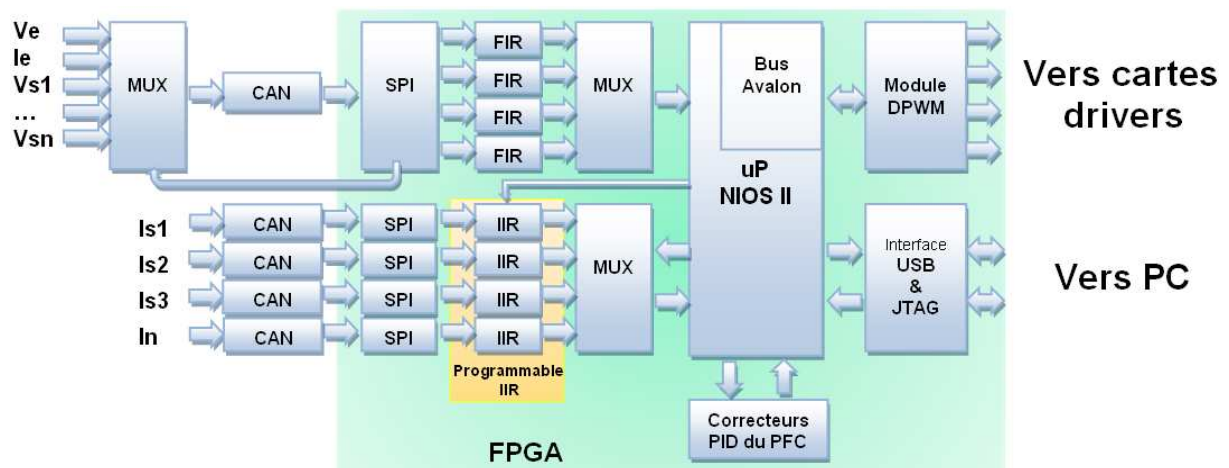 Ve
Ie
Vs1
...
Vsn
MUX
CAN
SPI
FIR
FIR
FIR
FIR
MUX
Bus
Avalon
uP
NIOS II
Module
DPWM
Vers cartes
drivers
Is1
Is2
Is3
In
CAN
CAN
CAN
CAN
SPI
SPI
SPI
SPI
IIR
IIR
IIR
IIR
Programmable
IIR
MUX
Interface
USB
&
JTAG
Vers PC
Correcteurs
PID du PFC
FPGA